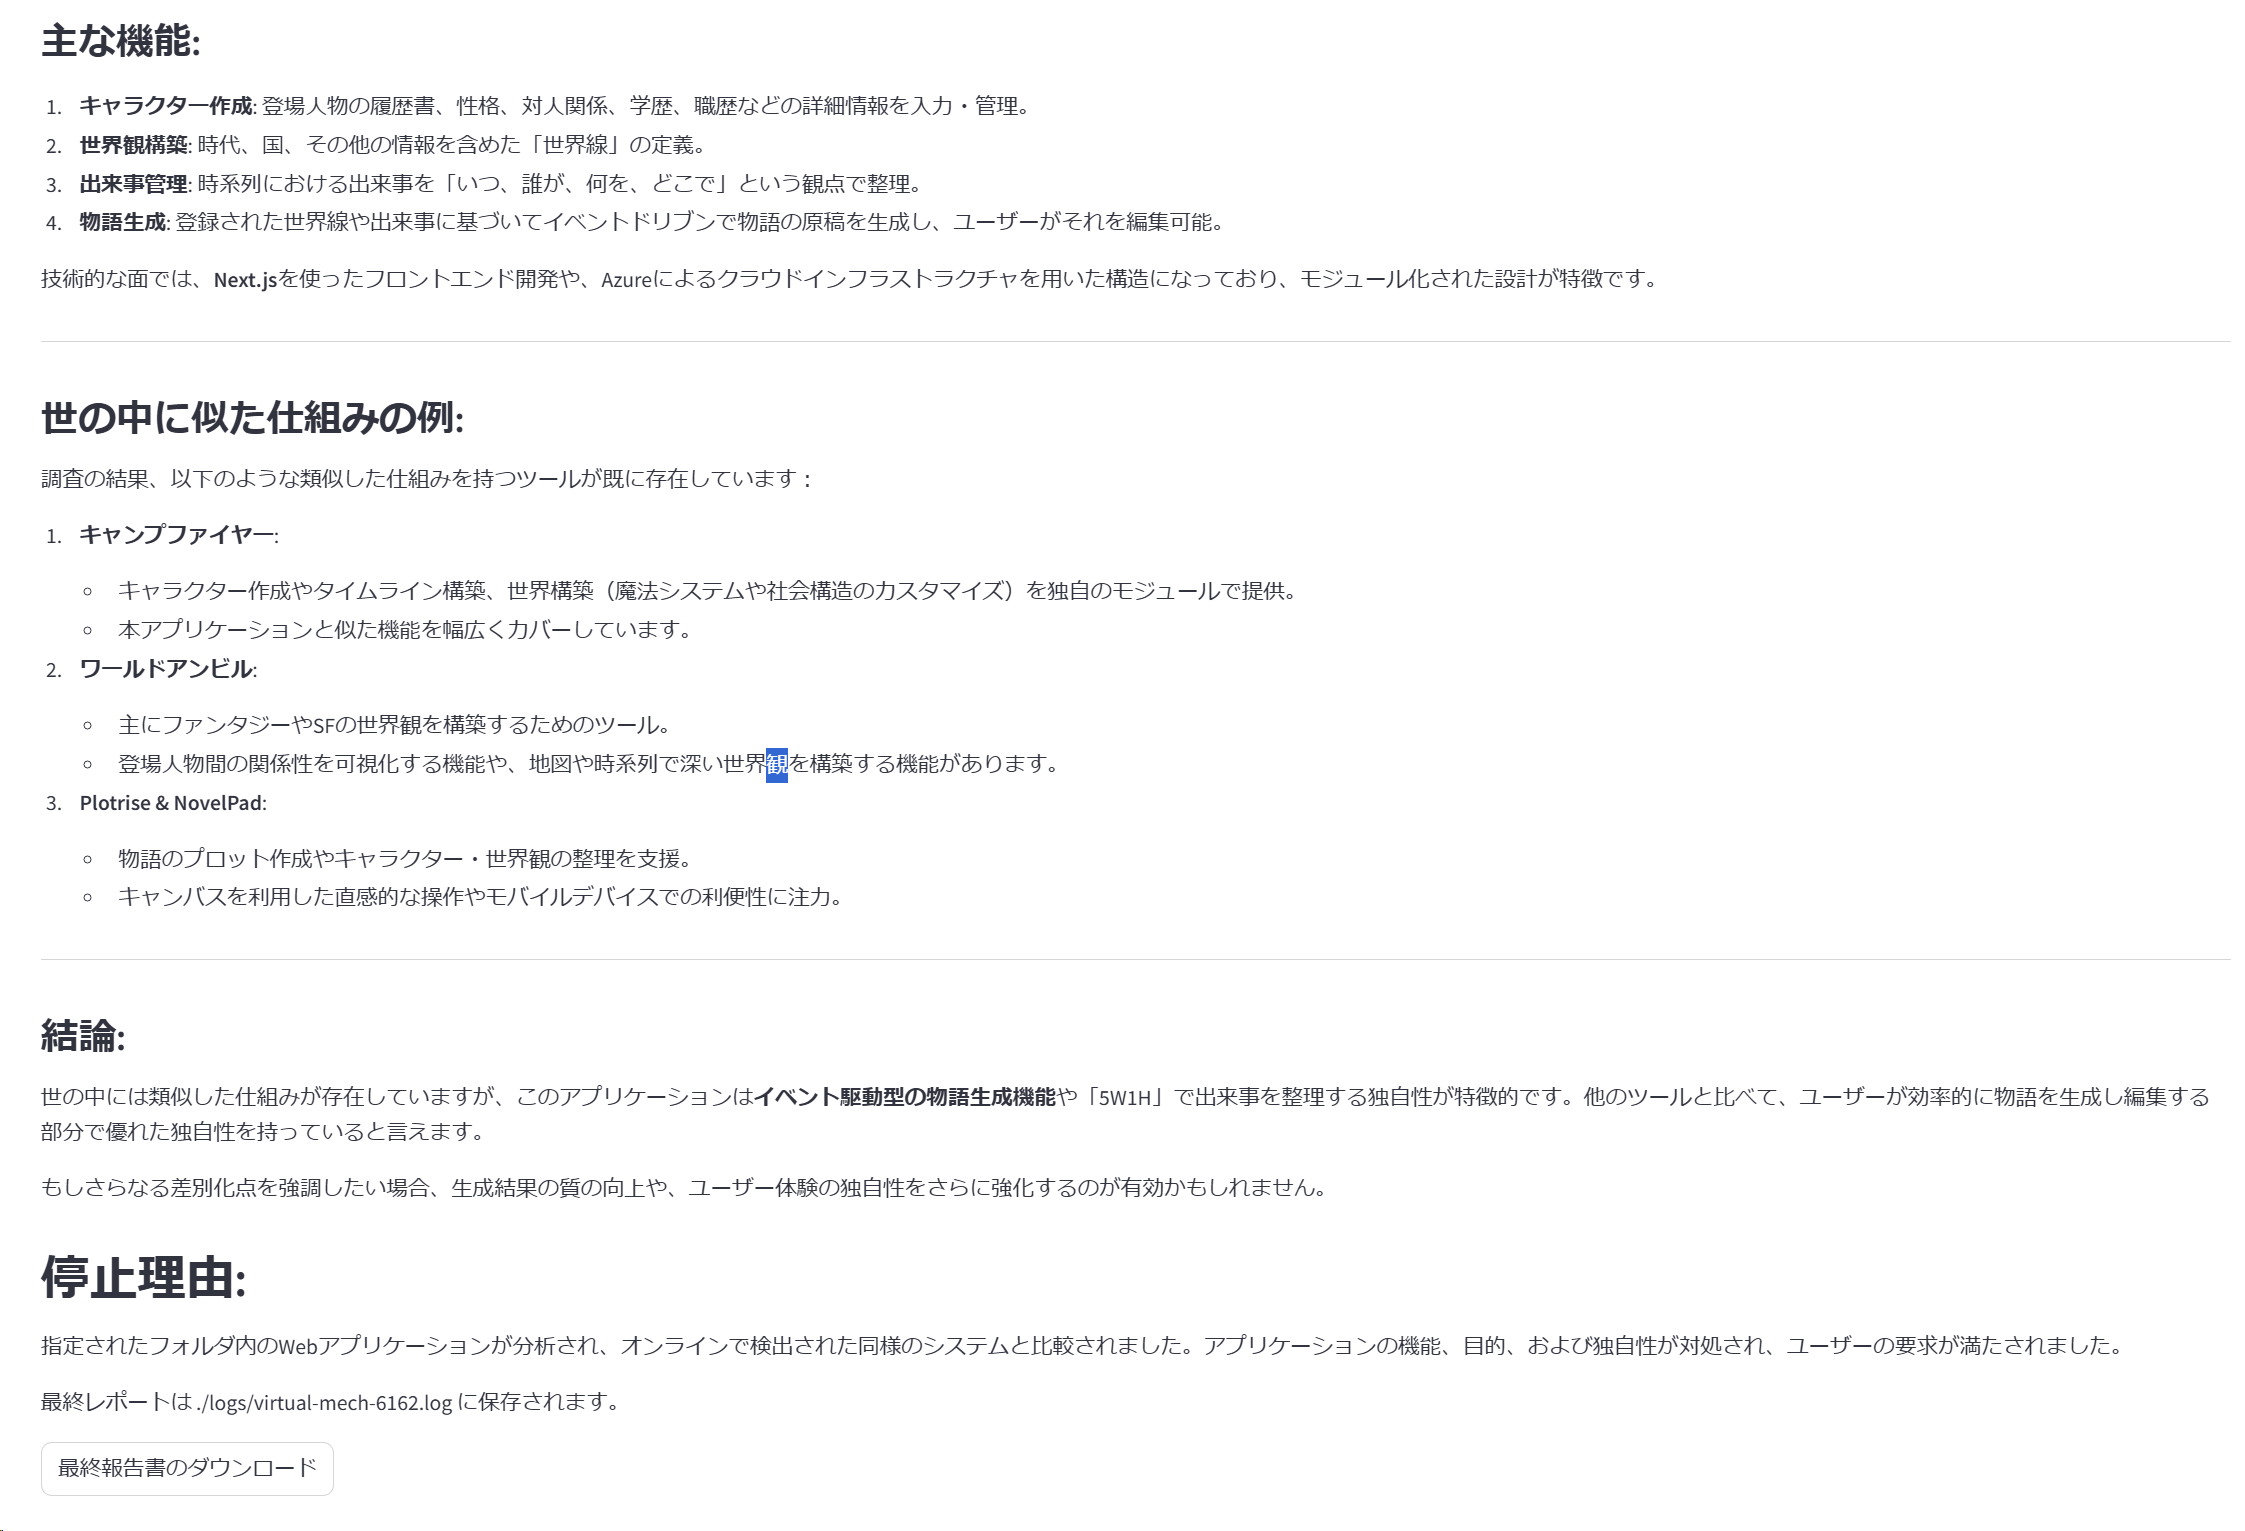 主な機能:
1. キャラクター作成: 登場人物の履歴書、性格、対人関係、学歴、職歴などの詳細情報を入力・管理。
2. 世界観構築: 時代、国、その他の情報を含めた「世界線」の定義。
3. 出来事管理: 時系列における出来事を「いつ、誰が、何を、どこで」という観点で整理。
4. 物語生成: 登録された世界線や出来事に基づいてイベントドリブンで物語の原稿を生成し、ユーザーがそれを編集可能。
技術的な面では、Next.jsを使ったフロントエンド開発や、Azureによるクラウドインフラストラクチャを用いた構造になっており、モジュール化された設計が特徴です。
世の中に似た仕組みの例:
調査の結果、以下のような類似した仕組みを持つツールが既に存在しています：
1. キャンプファイヤー:
○ キャラクター作成やタイムライン構築、世界構築（魔法システムや社会構造のカスタマイズ）を独自のモジュールで提供。
○ 本アプリケーションと似た機能を幅広くカバーしています。
2. ワールドアンビル:
○ 主にファンタジーやSFの世界観を構築するためのツール。
○ 登場人物間の関係性を可視化する機能や、地図や時系列で深い世界観を構築する機能があります。
3. Plotrise & NovelPad:
○ 物語のプロット作成やキャラクター・世界観の整理を支援。
○ キャンバスを利用した直感的な操作やモバイルデバイスでの利便性に注力。
結論:
世の中には類似した仕組みが存在していますが、このアプリケーションはイベント駆動型の物語生成機能や「5W1H」で出来事を整理する独自性が特徴的です。他のツールと比べて、ユーザーが効率的に物語を生成し編集する
部分で優れた独自性を持っていると言えます。
もしさらなる差別化点を強調したい場合、生成結果の質の向上や、ユーザー体験の独自性をさらに強化するのが有効かもしれません。
停止理由:
指定されたフォルダ内のWebアプリケーションが分析され、オンラインで検出された同様のシステムと比較されました。アプリケーションの機能、目的、および独自性が対処され、ユーザーの要求が満たされました。
最終レポートは ./logs/virtual-mech-6162.log に保存されます。
最終報告書のダウンロード